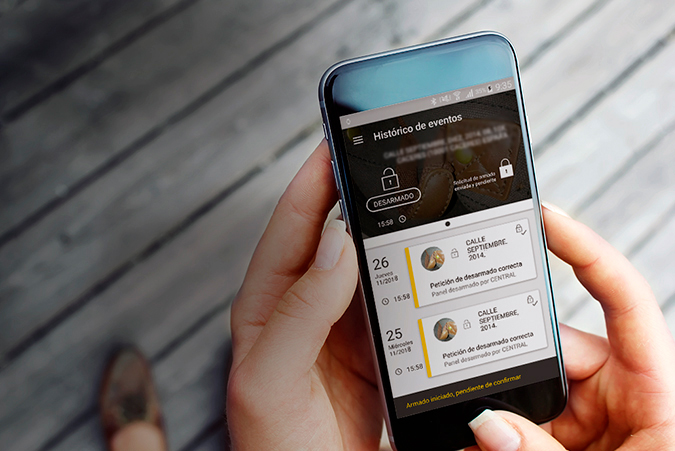 9:35
Histórico de eventos
DESARMADO
Solicitud de armado
enviada y pendiente
15:58
26
Jueves
11/2018
15:58
CALLE
SEPTIEMBRE,
2014.
Petición de desarmado correcta
Panel desarmado por CENTRAL
25
Miércoles
11/2018
15:58
CALLE
SEPTIEMBRE,
2014.
Petición de desarmado correcta
Panel desarmado por CENTRAL
Armado iniciado, pendiente de confirmar